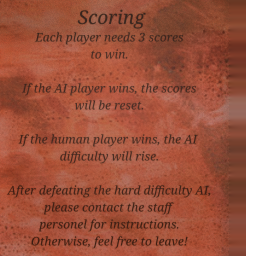 Scoring
Each player needs 3 scores
to win.
If the AI player wins, the scores
will be reset.
If the human player wins, the AI
difficulty will rise.
After defeating the hard difficulty AI,
please contact the staff
personel for instructions.
Otherwise, feel free to leave!